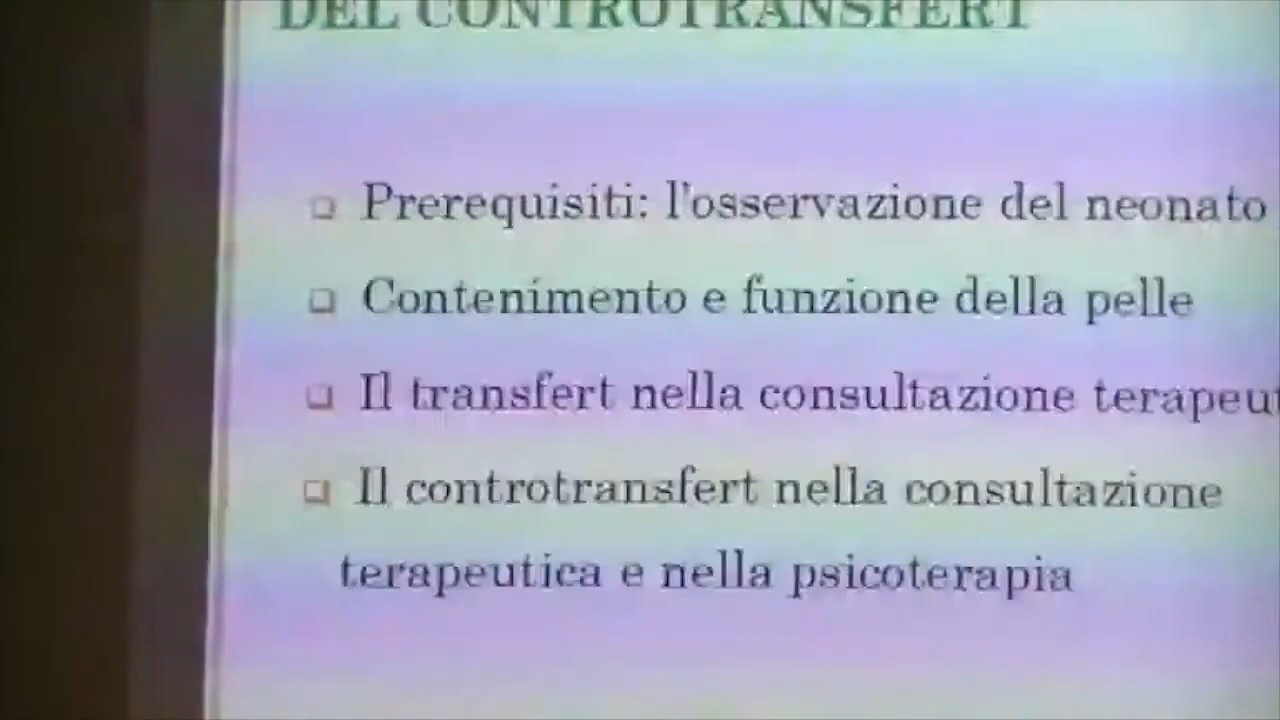 DEL CONTROTRANSFERT
❑ Prerequisiti: l'osservazione del neonato
❑ Contenimento e funzione della pelle
❑ Il transfert nella consultazione
❑ Il controtransfert nella consultazione
terapeutica e nella psicoterapia